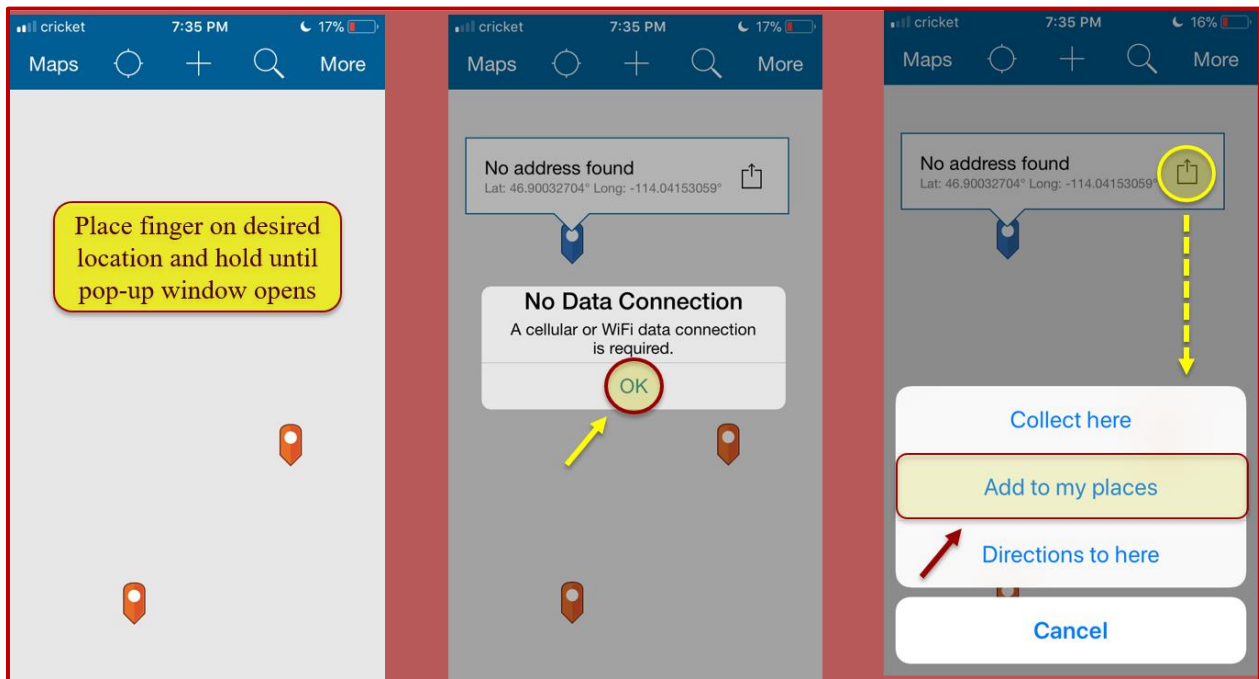 cricket 7:35 PM 17%
Maps More
Place finger on desired
location and hold until
pop-up window opens
cricket 7:35 PM 17%
Maps More
No address found
Lat: 46.90032704° Long: -114.04153059°
No Data Connection
A cellular or WiFi data connection
is required.
OK
cricket 7:35 PM 16%
Maps More
No address found
Lat: 46.90032704° Long: -114.04153059°
Collect here
Add to my places
Directions to here
Cancel